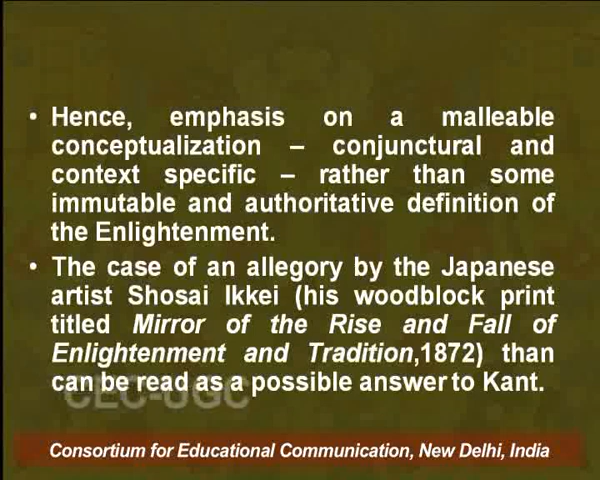 • Hence, emphasis on a malleable
conceptualization – conjunctural and
context specific – rather than some
immutable and authoritative definition of
the Enlightenment.
• The case of an allegory by the Japanese
artist Shosai Ikkei (his woodblock print
titled Mirror of the Rise and Fall of
Enlightenment and Tradition,1872) than
can be read as a possible answer to Kant.
CEC-UGC
Consortium for Educational Communication, New Delhi, India